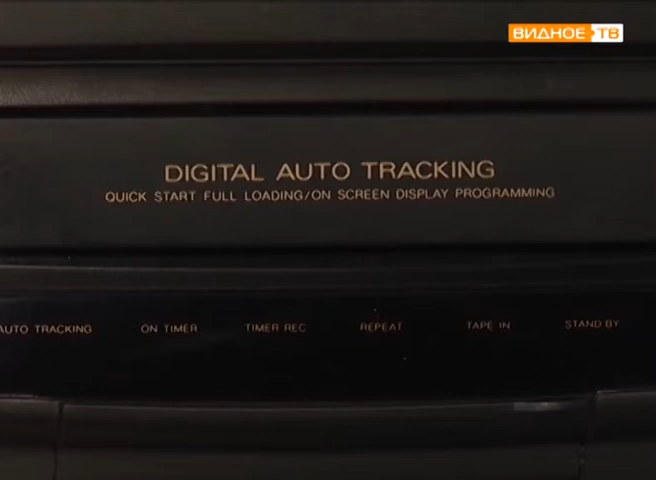 ВИДНОЕ ТВ
DIGITAL AUTO TRACKING
QUICK START FULL LOADING/ON SCREEN DISPLAY PROGRAMMING
AUTO TRACKING ON TIMER TIMER REC REPEAT TAPE IN STAND BY